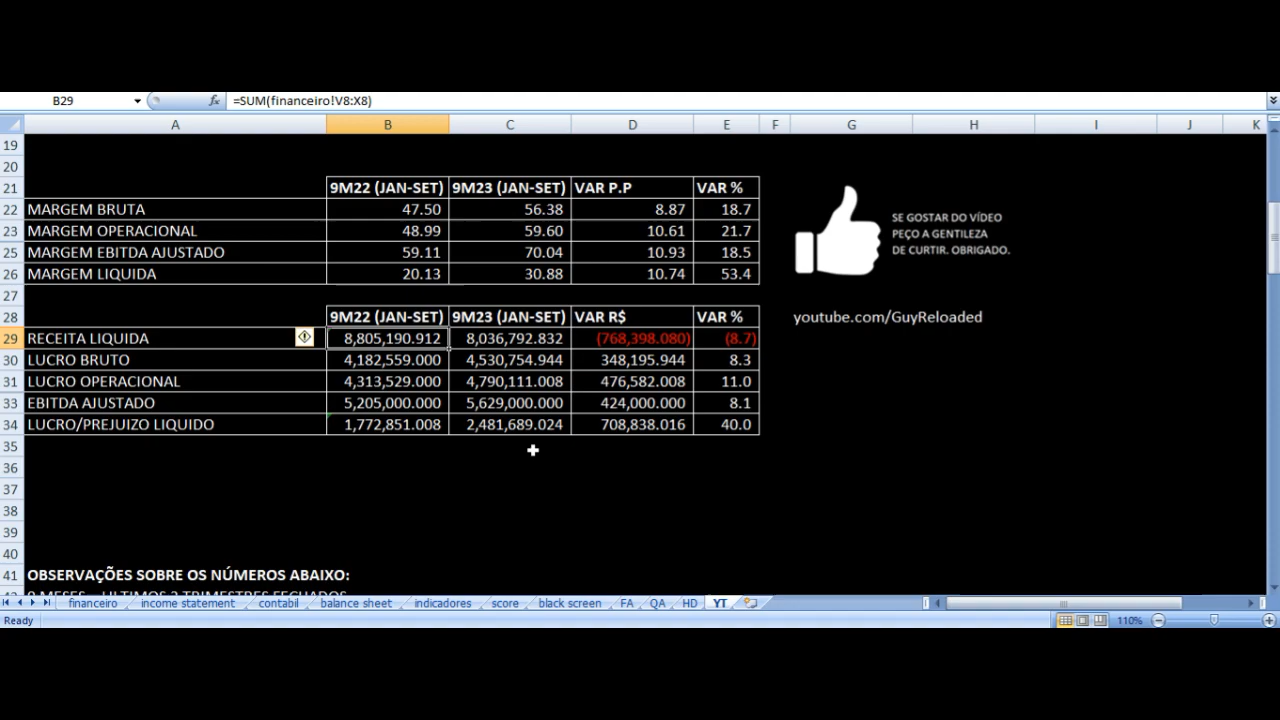 B29 fx =SUM(financeiro!V8:X8)
A B C D E F G H I J K
19
20
21 9M22 (JAN-SET) 9M23 (JAN-SET) VAR P.P VAR %
22 MARGEM BRUTA 47.50 56.38 8.87 18.7
23 MARGEM OPERACIONAL 48.99 59.60 10.61 21.7
25 MARGEM EBITDA AJUSTADO 59.11 70.04 10.93 18.5
26 MARGEM LIQUIDA 20.13 30.88 10.74 53.4
SE GOSTAR DO VÍDEO
PEÇO A GENTILEZA
DE CURTIR. OBRIGADO.
27
28 9M22 (JAN-SET) 9M23 (JAN-SET) VAR R$ VAR %
youtube.com/GuyReloaded
29 RECEITA LIQUIDA 8,805,190.912 8,036,792.832 (768,398.080) (8.7)
30 LUCRO BRUTO 4,182,559.000 4,530,754.944 348,195.944 8.3
31 LUCRO OPERACIONAL 4,313,529.000 4,790,111.008 476,582.008 11.0
33 EBITDA AJUSTADO 5,205,000.000 5,629,000.000 424,000.000 8.1
34 LUCRO/PREJUIZO LIQUIDO 1,772,851.008 2,481,689.024 708,838.016 40.0
35
36
37
38
39
40
41 OBSERVAÇÕES SOBRE OS NÚMEROS ABAIXO:
financeiro income statement contabil balance sheet indicadores score black screen FA QA HD YT
Ready 110%